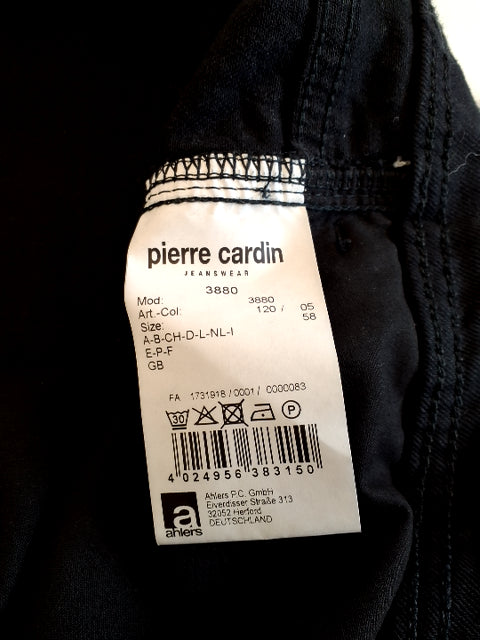 pierre cardin
JEANSWEAR
3880
Mod: 3880
Art.-Col: 120 / 05
Size: 58
A-B-CH-D-L-NL-I
E-P-F
GB
FA 1731918 / 0001 / 0000083
30 P
4 024956 383150
a
ahlers
Ahlers P.C. GmbH
Elverdisser Straße 313
32052 Herford
DEUTSCHLAND